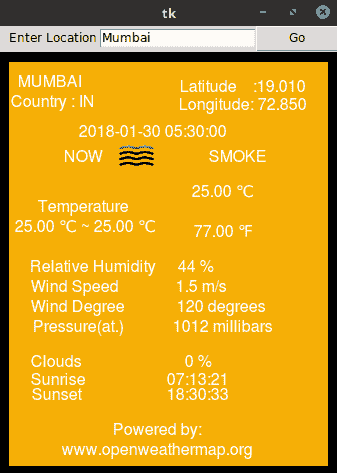 tk
Enter Location Mumbai Go
MUMBAI Latitude :19.010
Country : IN Longitude: 72.850
2018-01-30 05:30:00
NOW SMOKE
25.00 °C
Temperature
25.00 °C ~ 25.00 °C
77.00 °F
Relative Humidity 44 %
Wind Speed 1.5 m/s
Wind Degree 120 degrees
Pressure(at.) 1012 millibars
Clouds 0 %
Sunrise 07:13:21
Sunset 18:30:33
Powered by:
www.openweathermap.org